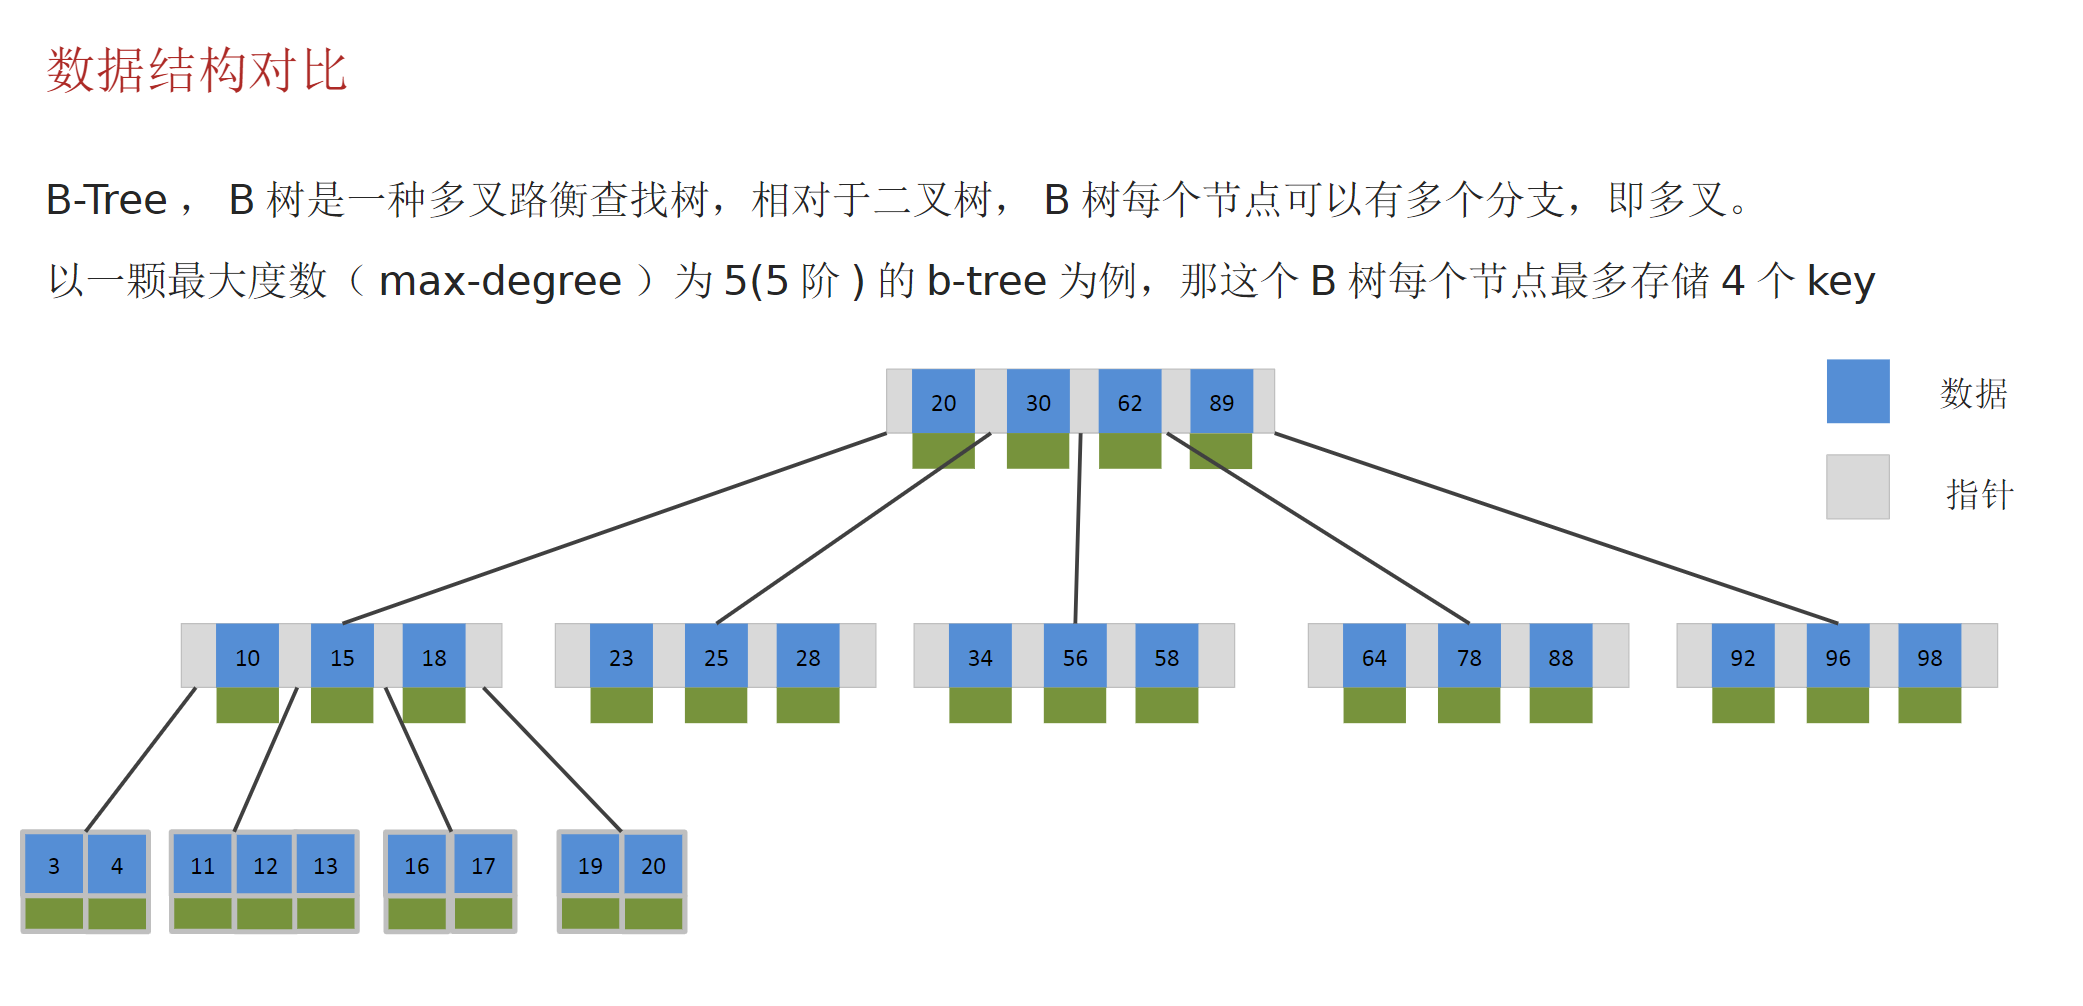 数据结构对比
B-Tree ， B 树是一种多叉路衡查找树，相对于二叉树， B 树每个节点可以有多个分支，即多叉。
以一颗最大度数（ max-degree ）为 5(5 阶 ) 的 b-tree 为例，那这个 B 树每个节点最多存储 4 个 key
20 30 62 89
数据
指针
10 15 18 23 25 28 34 56 58 64 78 88 92 96 98
3 4 11 12 13 16 17 19 20